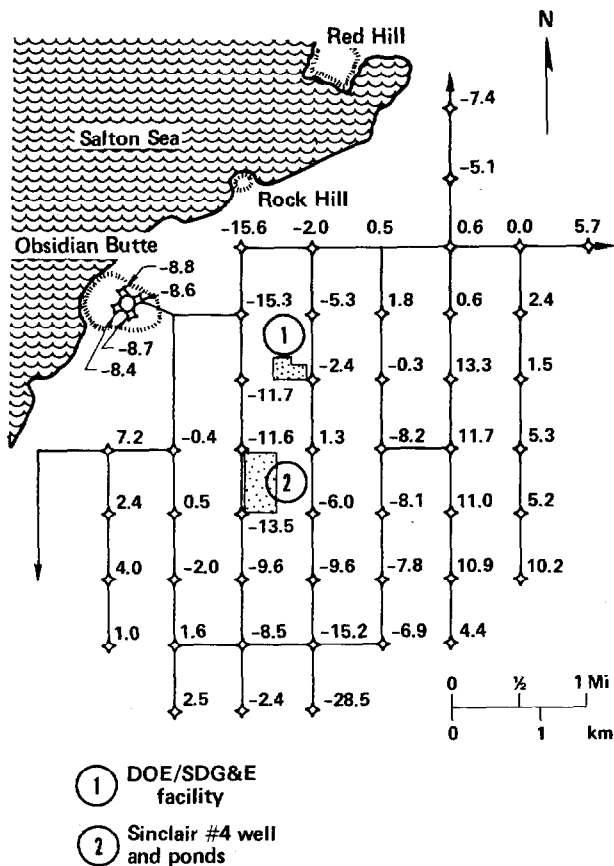 Red Hill
N
-7.4
Salton Sea
-5.1
Rock Hill
-15.6 -2.0 0.5 0.6 0.0 5.7
Obsidian Butte
-8.8
-8.6
-15.3 -5.3 1.8 0.6 2.4
1
-8.7
-8.4
-2.4 -0.3 13.3 1.5
-11.7
7.2 -0.4 -11.6 1.3 -8.2 11.7 5.3
2
2.4 0.5 -6.0 -8.1 11.0 5.2
-13.5
4.0 -2.0 -9.6 -9.6 -7.8 10.9 10.2
1.0 1.6 -8.5 -15.2 -6.9 4.4
0 ½ 1 Mi
2.5 -2.4 -28.5
0 1 km
1 DOE/SDG&E
facility
2 Sinclair #4 well
and ponds